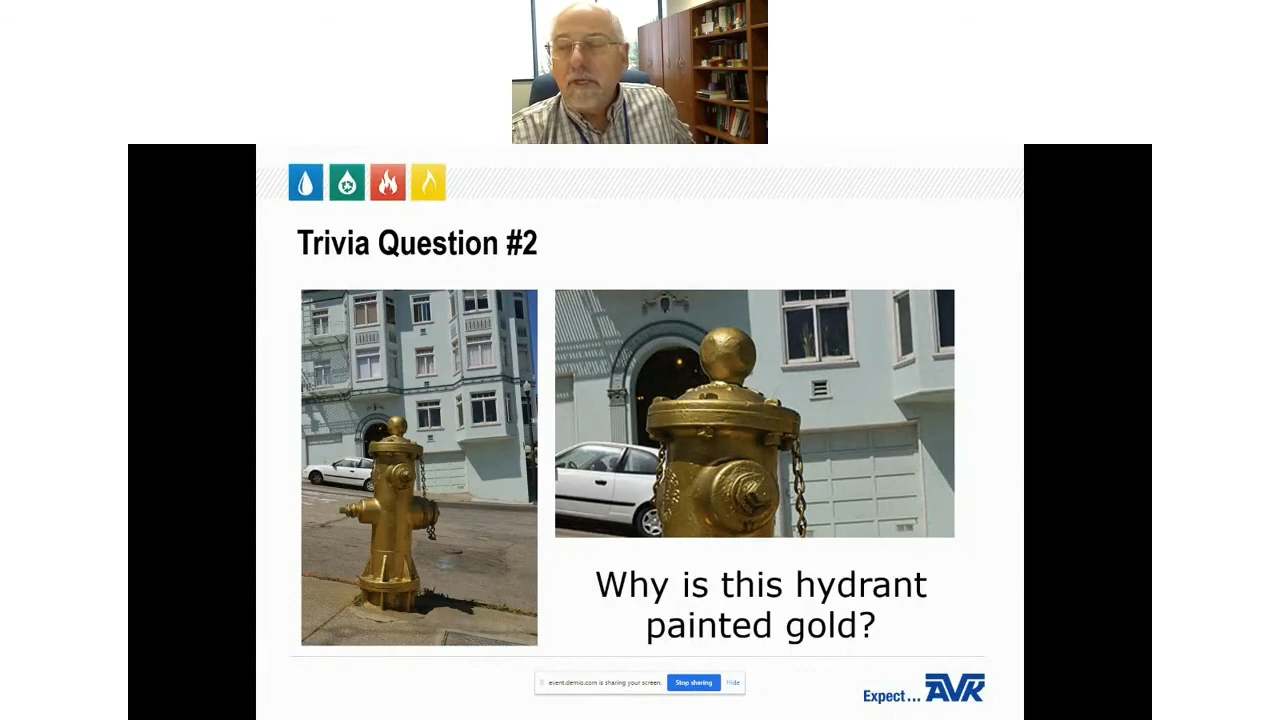 Trivia Question #2
Why is this hydrant
painted gold?
event.demio.com is sharing your screen.
Stop sharing
Hide
Expect... AVK